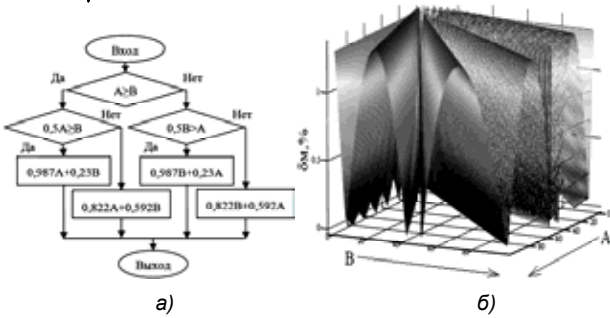 Вход
Да
Нет
A≥B
0,5A≥B
Нет
0,5B>A
Нет
Да
Да
0,987A+0,23B
0,987B+0,23A
0,822A+0,592B
0,822B+0,592A
Выход
а)
δм,%
B
A
б)